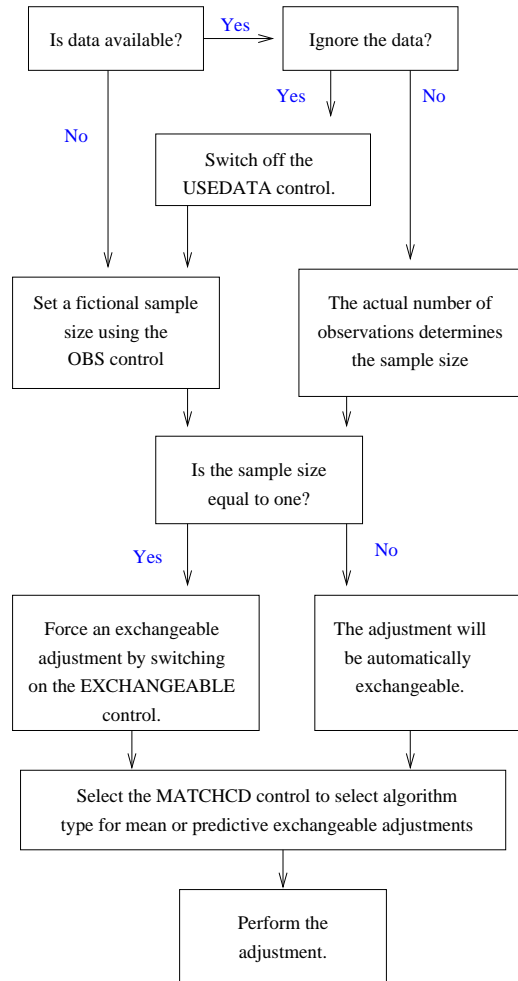 Is data available?
Yes
Ignore the data?
Yes
No
No
Switch off the
USEDATA control.
Set a fictional sample
size using the
OBS control
The actual number of
observations determines
the sample size
Is the sample size
equal to one?
Yes
No
Force an exchangeable
adjustment by switching
on the EXCHANGEABLE
control.
The adjustment will
be automatically
exchangeable.
Select the MATCHCD control to select algorithm
type for mean or predictive exchangeable adjustments
Perform the
adjustment.